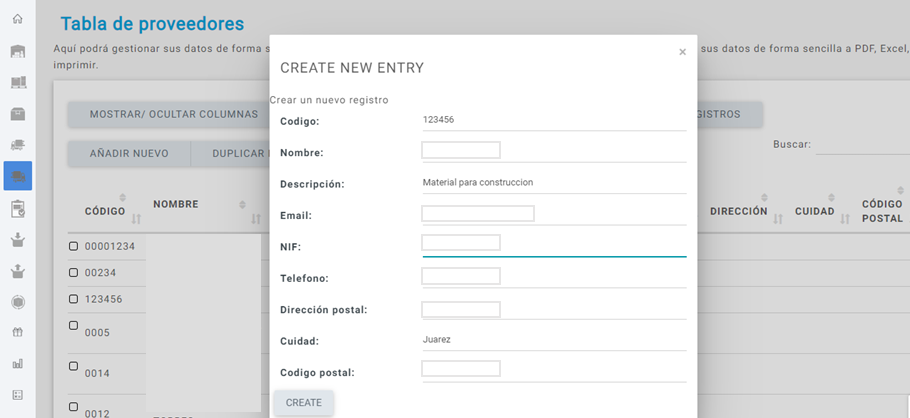 Tabla de proveedores
Aquí podrá gestionar sus datos de forma s
sus datos de forma sencilla a PDF, Excel,
imprimir.
MOSTRAR/ OCULTAR COLUMNAS
ISTROS
AÑADIR NUEVO
DUPLICAR
Buscar:
CÓDIGO
NOMBRE
DIRECCIÓN
CUIDAD
CÓDIGO
POSTAL
00001234
00234
123456
0005
0014
0012
×
CREATE NEW ENTRY
Crear un nuevo registro
Codigo:
123456
Nombre:
Descripción:
Material para construccion
Email:
NIF:
Telefono:
Dirección postal:
Cuidad:
Juarez
Codigo postal:
CREATE